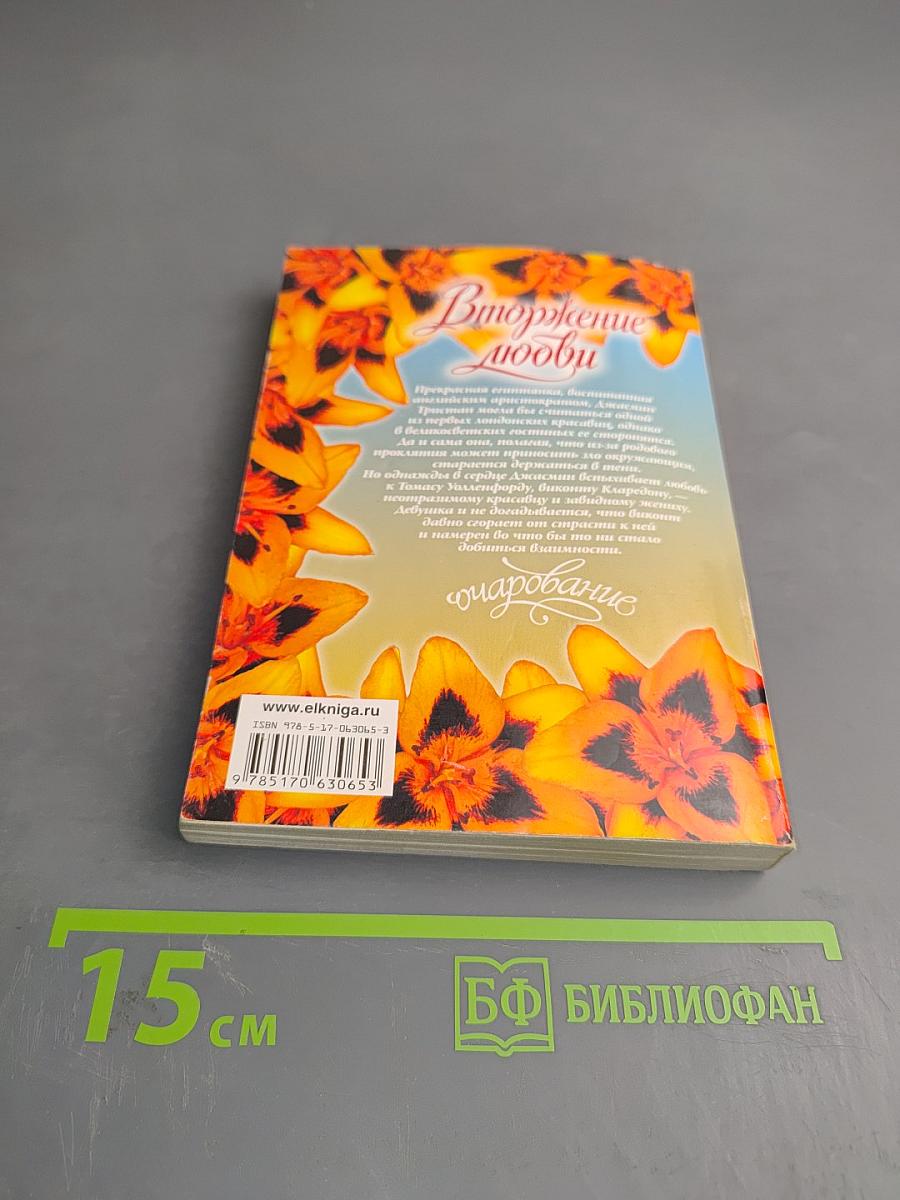 Вторжение
любви
Прекрасная египтянка, воспитанная
английским аристократом, Джасмин
Тристан могла бы считаться одной
из первых лондонских красавиц, однако
в великосветских гостиных ее сторонятся.
Да и сама она, полагая, что из-за родового
проклятия может приносить зло окружающим,
старается держаться в тени.
Но однажды в сердце Джасмин вспыхивает любовь
к Томасу Уолленфорду, виконту Кларедону, —
неотразимому красавцу и завидному жениху.
Девушка и не догадывается, что виконт
давно сгорает от страсти к ней
и намерен во что бы то ни стало
добиться взаимности.
очарование
www.elkniga.ru
ISBN 978-5-17-063065-3
9 785170 630653
15 см
БФ БИБЛИОФАН